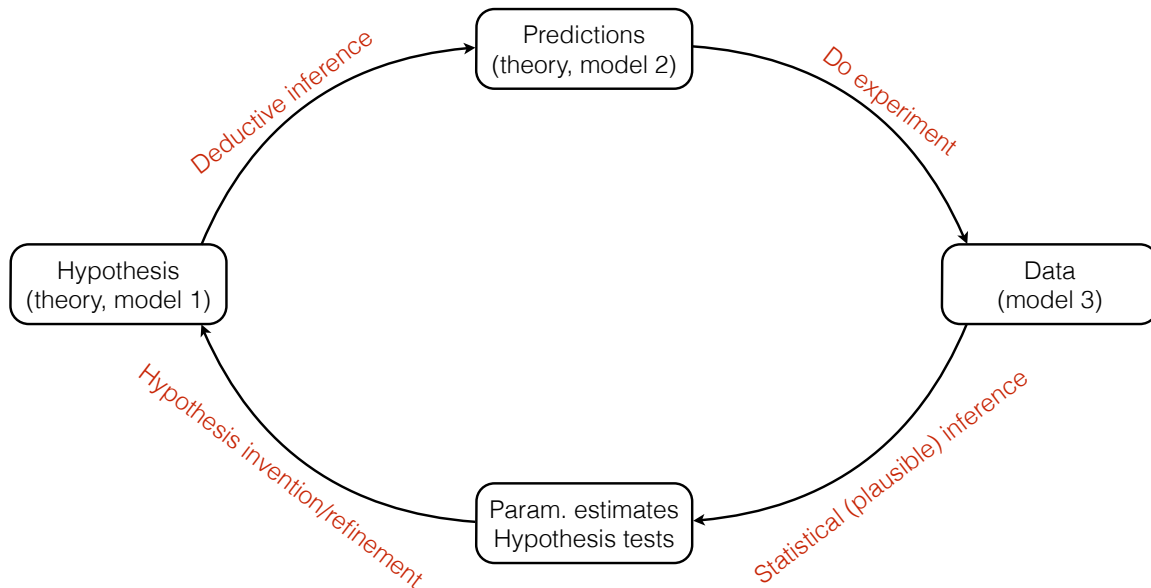 Predictions
(theory, model 2)
Deductive inference
Do experiment
Hypothesis
(theory, model 1)
Data
(model 3)
Hypothesis invention/refinement
Statistical (plausible) inference
Param. estimates
Hypothesis tests